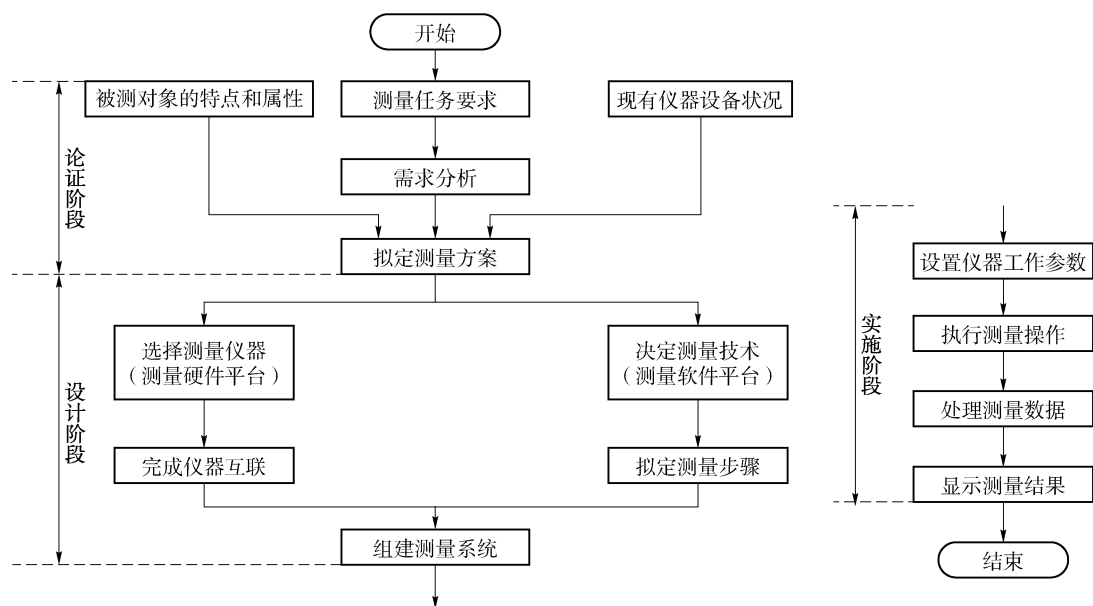 开始
被测对象的特点和属性
测量任务要求
现有仪器设备状况
论证阶段
需求分析
拟定测量方案
选择测量仪器
（测量硬件平台）
决定测量技术
（测量软件平台）
设计阶段
完成仪器互联
拟定测量步骤
组建测量系统
设置仪器工作参数
实施阶段
执行测量操作
处理测量数据
显示测量结果
结束